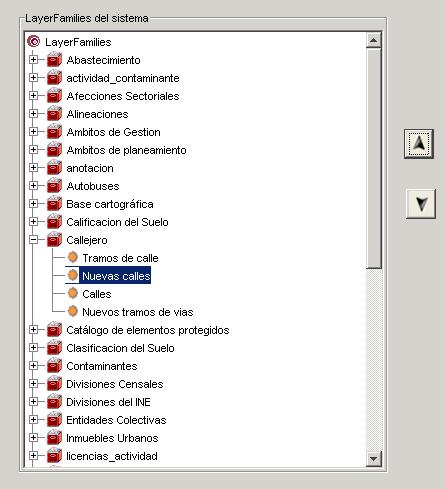 LayerFamilies del sistema
LayerFamilies
Abastecimiento
actividad_contaminante
Afecciones Sectoriales
Alineaciones
Ambitos de Gestion
Ambitos de planeamiento
anotacion
Autobuses
Base cartográfica
Calificacion del Suelo
Callejero
Tramos de calle
Nuevas calles
Calles
Nuevos tramos de vias
Catálogo de elementos protegidos
Clasificacion del Suelo
Contaminantes
Divisiones Censales
Divisiones del INE
Entidades Colectivas
Inmuebles Urbanos
licencias_actividad